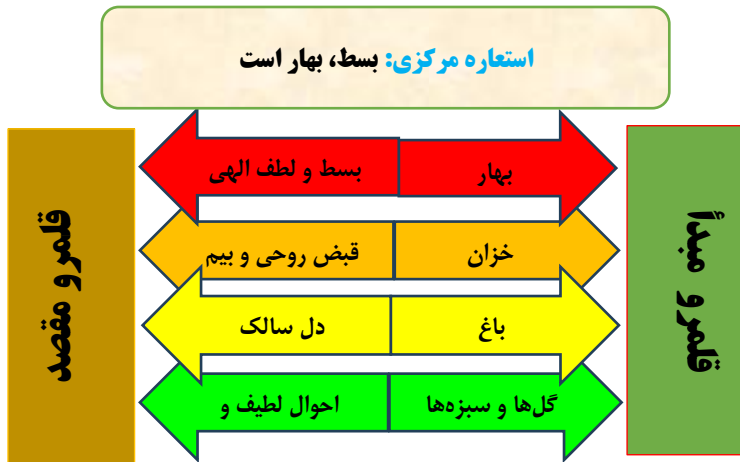 استعاره مرکزی: بسط، بهار است
قلمرو مبدأ
بهار
بسط و لطف الهی
خزان
قبض روحی و بیم
باغ
دل سالک
گل‌ها و سبزه‌ها
احوال لطیف و
قلمرو مقصد